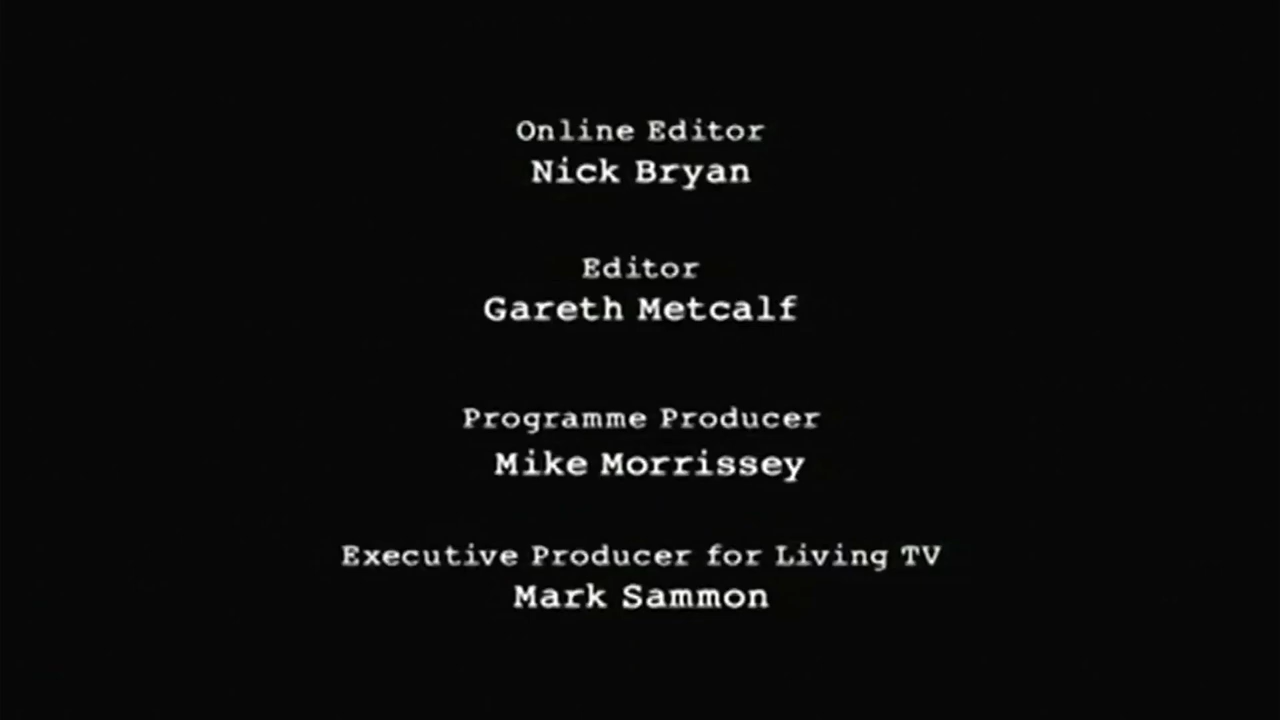 Online Editor
Nick Bryan
Editor
Gareth Metcalf
Programme Producer
Mike Morrissey
Executive Producer for Living TV
Mark Sammon